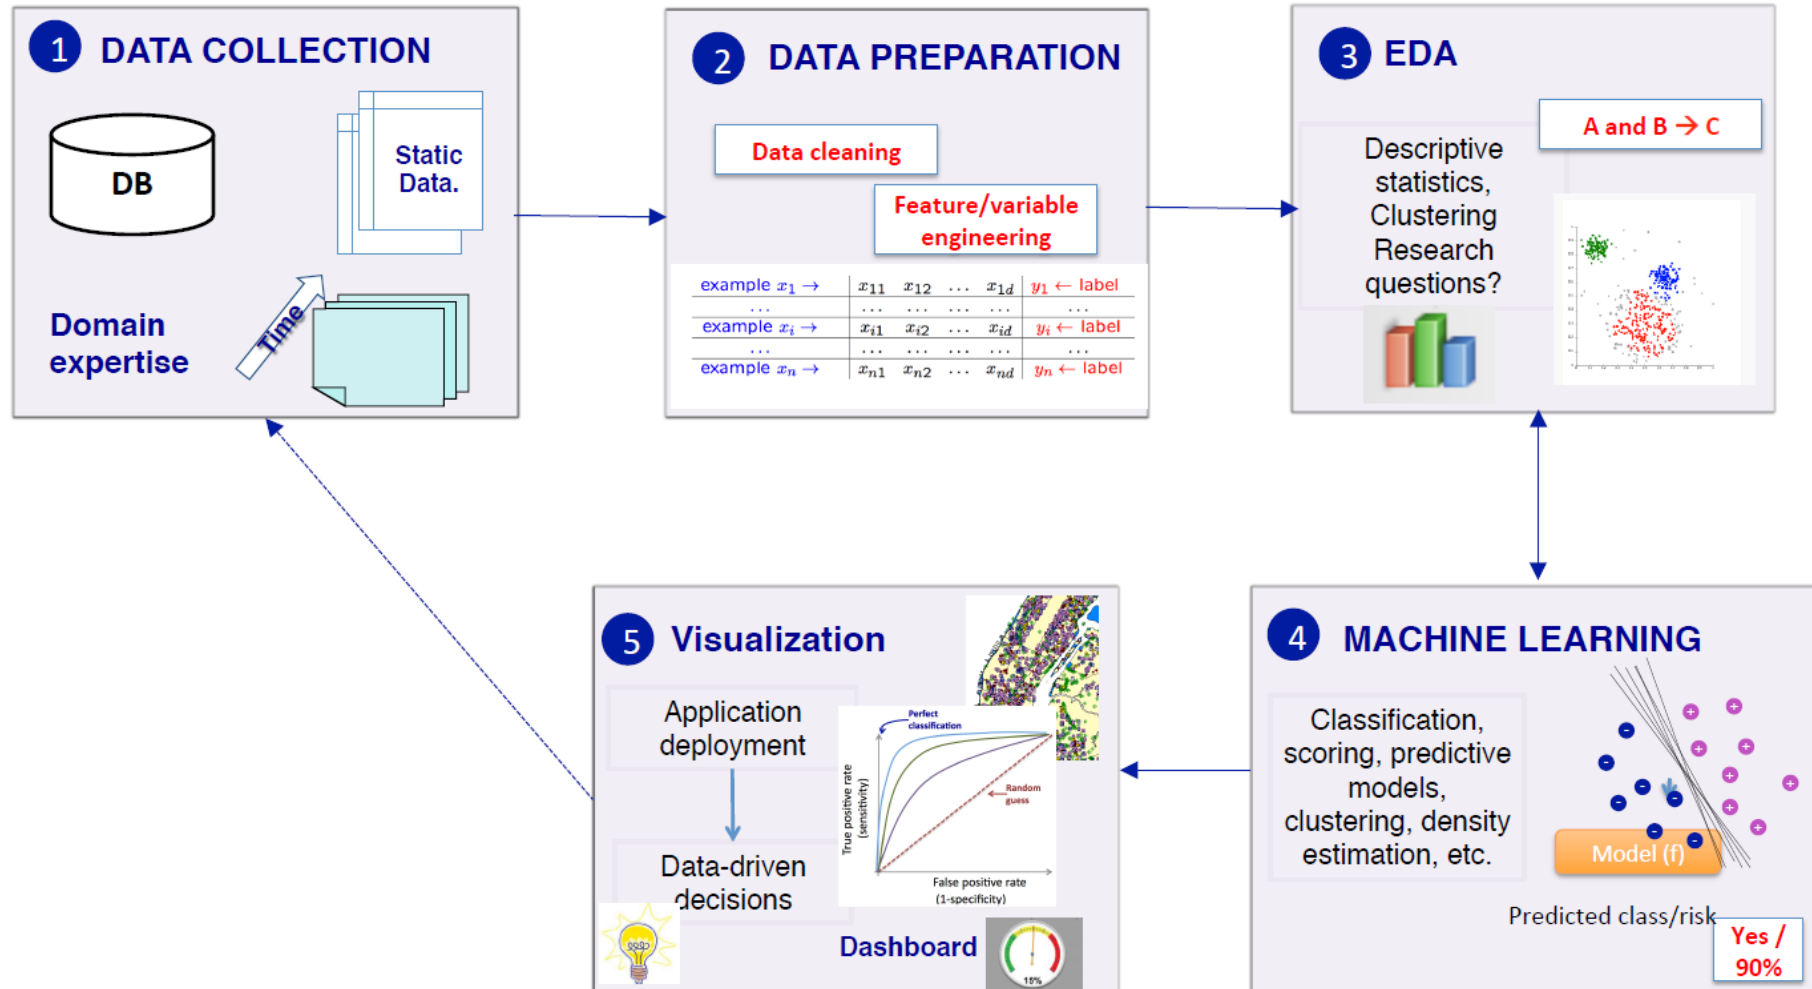 1 DATA COLLECTION
DB
Static
Data.
Domain
expertise
Time
2 DATA PREPARATION
Data cleaning
Feature/variable
engineering
example x₁ → x₁₁ x₁₂ … x₁d y₁ ← label
… … … … … …
example xᵢ → xᵢ₁ xᵢ₂ … xᵢd yᵢ ← label
… … … … … …
example xₙ → xₙ₁ xₙ₂ … xₙd yₙ ← label
3 EDA
A and B → C
Descriptive
statistics,
Clustering
Research
questions?
4 MACHINE LEARNING
Classification,
scoring, predictive
models,
clustering, density
estimation, etc.
Model (f)
Predicted class/risk
Yes /
90%
5 Visualization
Application
deployment
Data-driven
decisions
Perfect
classification
Random
guess
True positive rate
(sensitivity)
False positive rate
(1-specificity)
Dashboard
15%